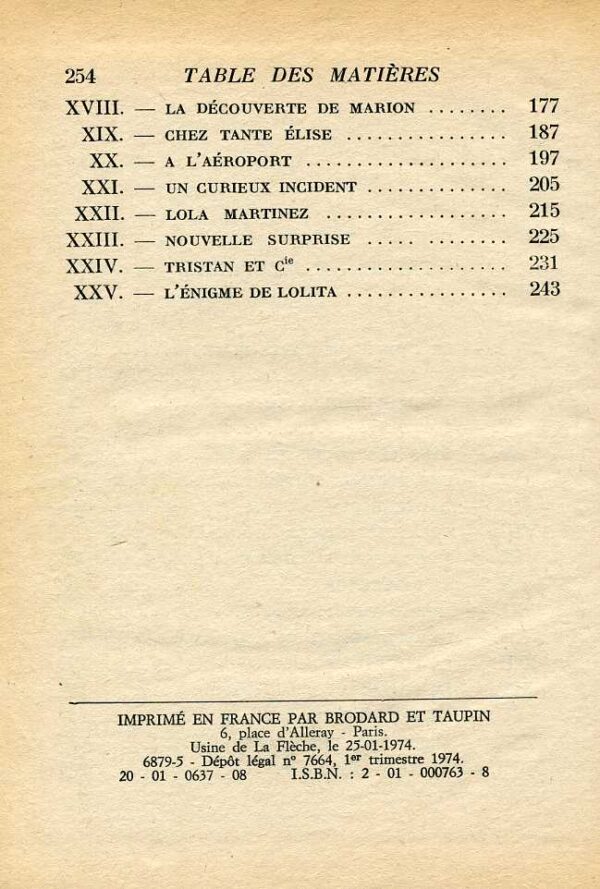 254 TABLE DES MATIÈRES
XVIII. — LA DÉCOUVERTE DE MARION ........ 177
XIX. — CHEZ TANTE ÉLISE ................ 187
XX. — A L'AÉROPORT .................... 197
XXI. — UN CURIEUX INCIDENT .............. 205
XXII. — LOLA MARTINEZ .................. 215
XXIII. — NOUVELLE SURPRISE ..... ........ 225
XXIV. — TRISTAN ET Cie .................... 231
XXV. — L'ÉNIGME DE LOLITA ................ 243
IMPRIMÉ EN FRANCE PAR BRODARD ET TAUPIN
6, place d'Alleray - Paris.
Usine de La Flèche, le 25-01-1974.
6879-5 - Dépôt légal n° 7664, 1er trimestre 1974.
20 - 01 - 0637 - 08 I.S.B.N. : 2 - 01 - 000763 - 8